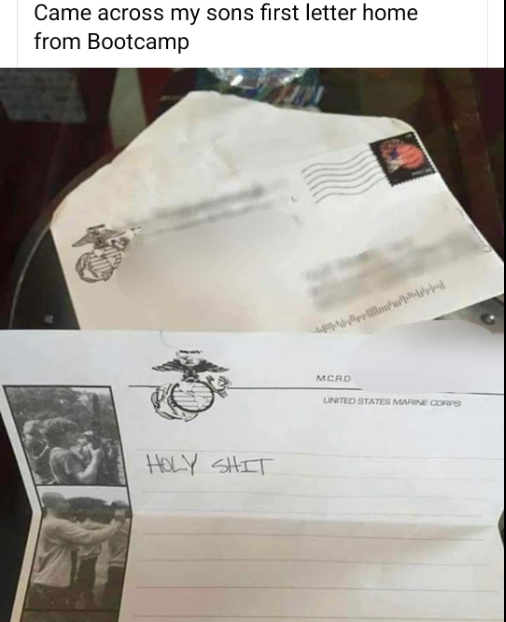 Came across my sons first letter home
from Bootcamp
M.C.R.D
UNITED STATES MARINE CORPS
HOLY SHIT